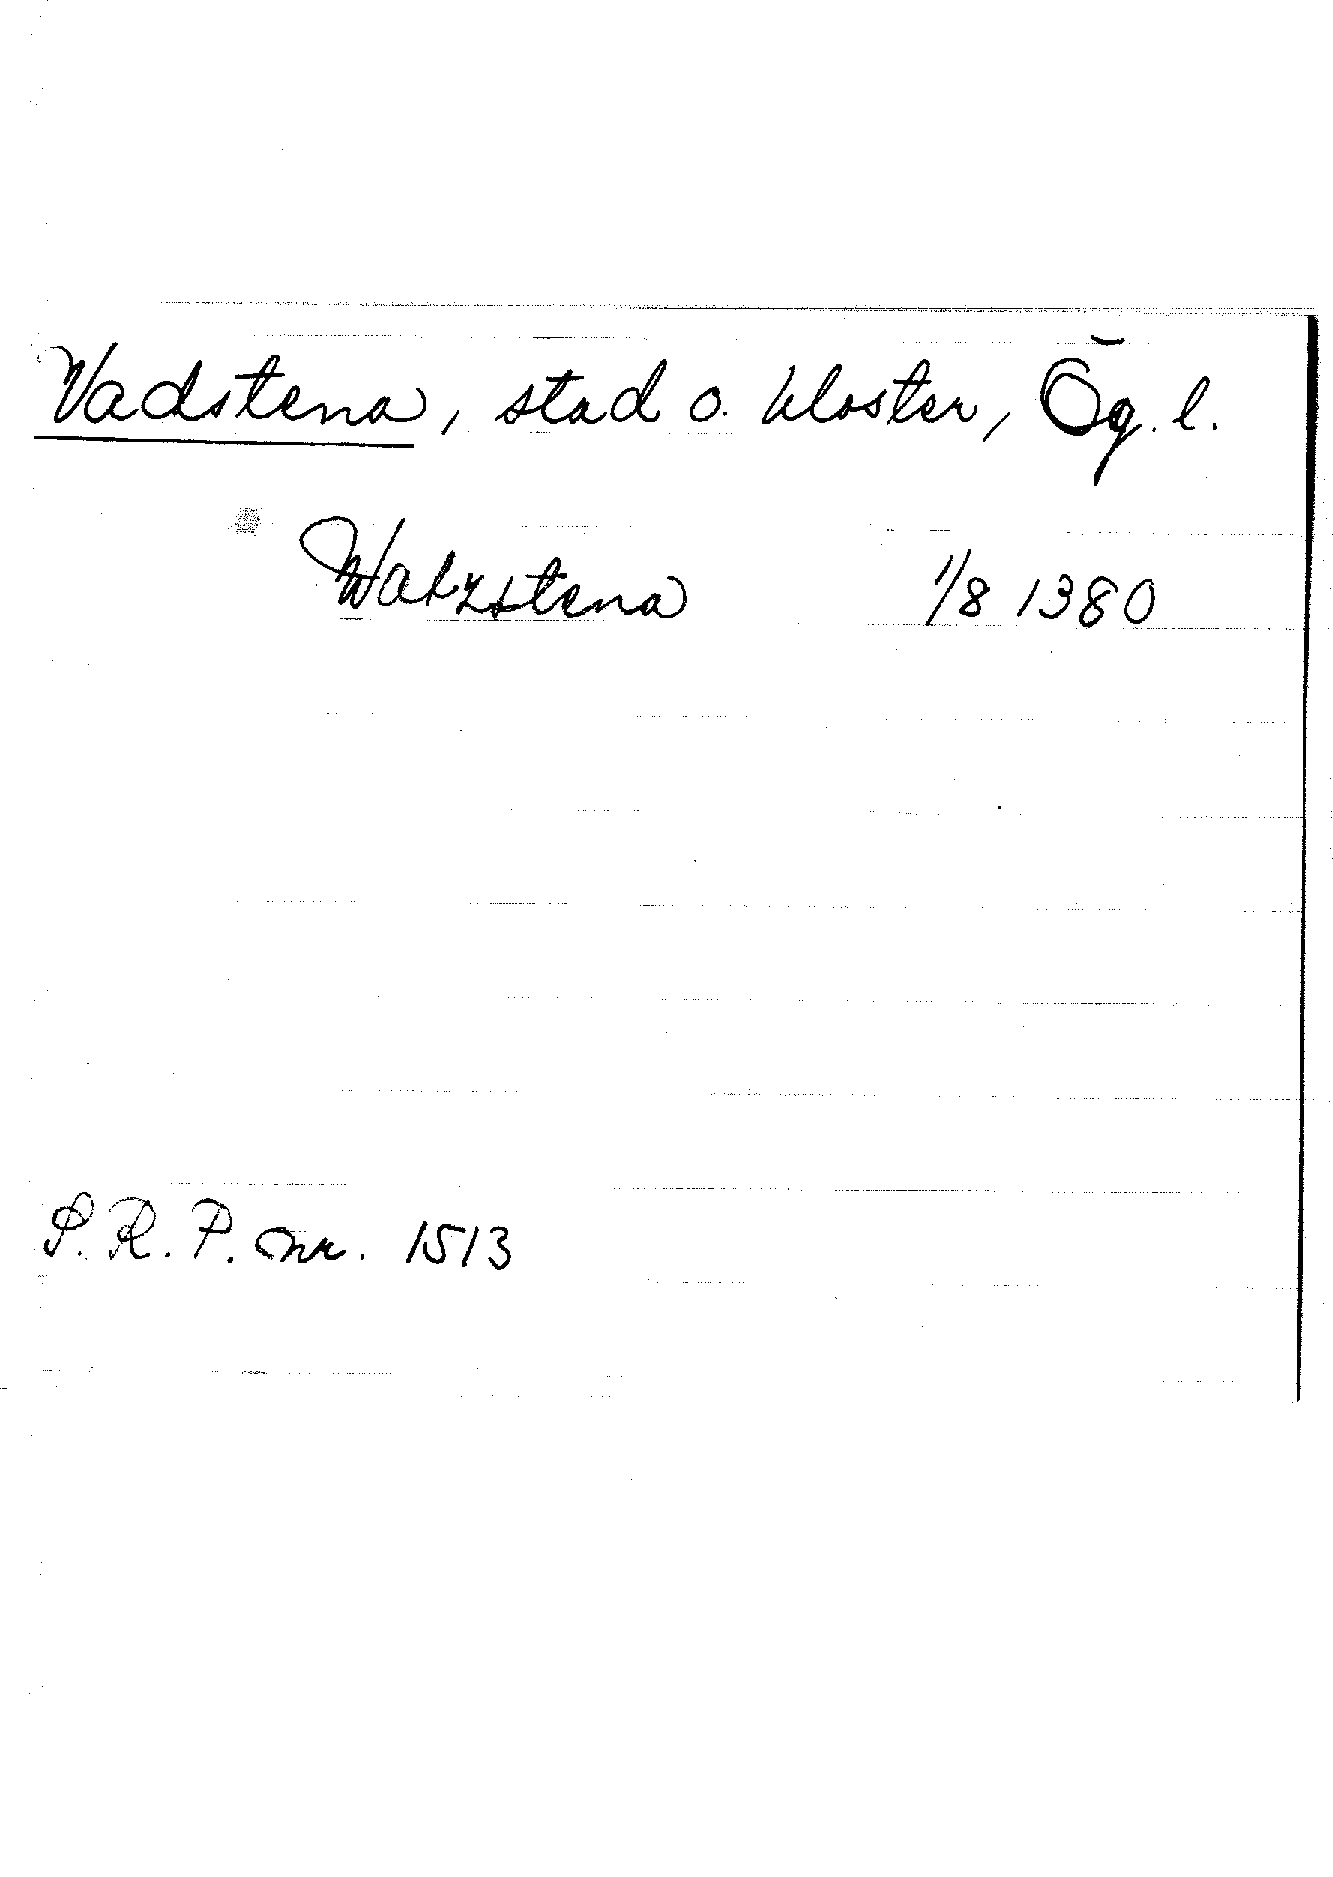 Vadstena, stad o. kloster, Ög. l.
Watzstena 1/8 1380
S. R. P. nr. 1513